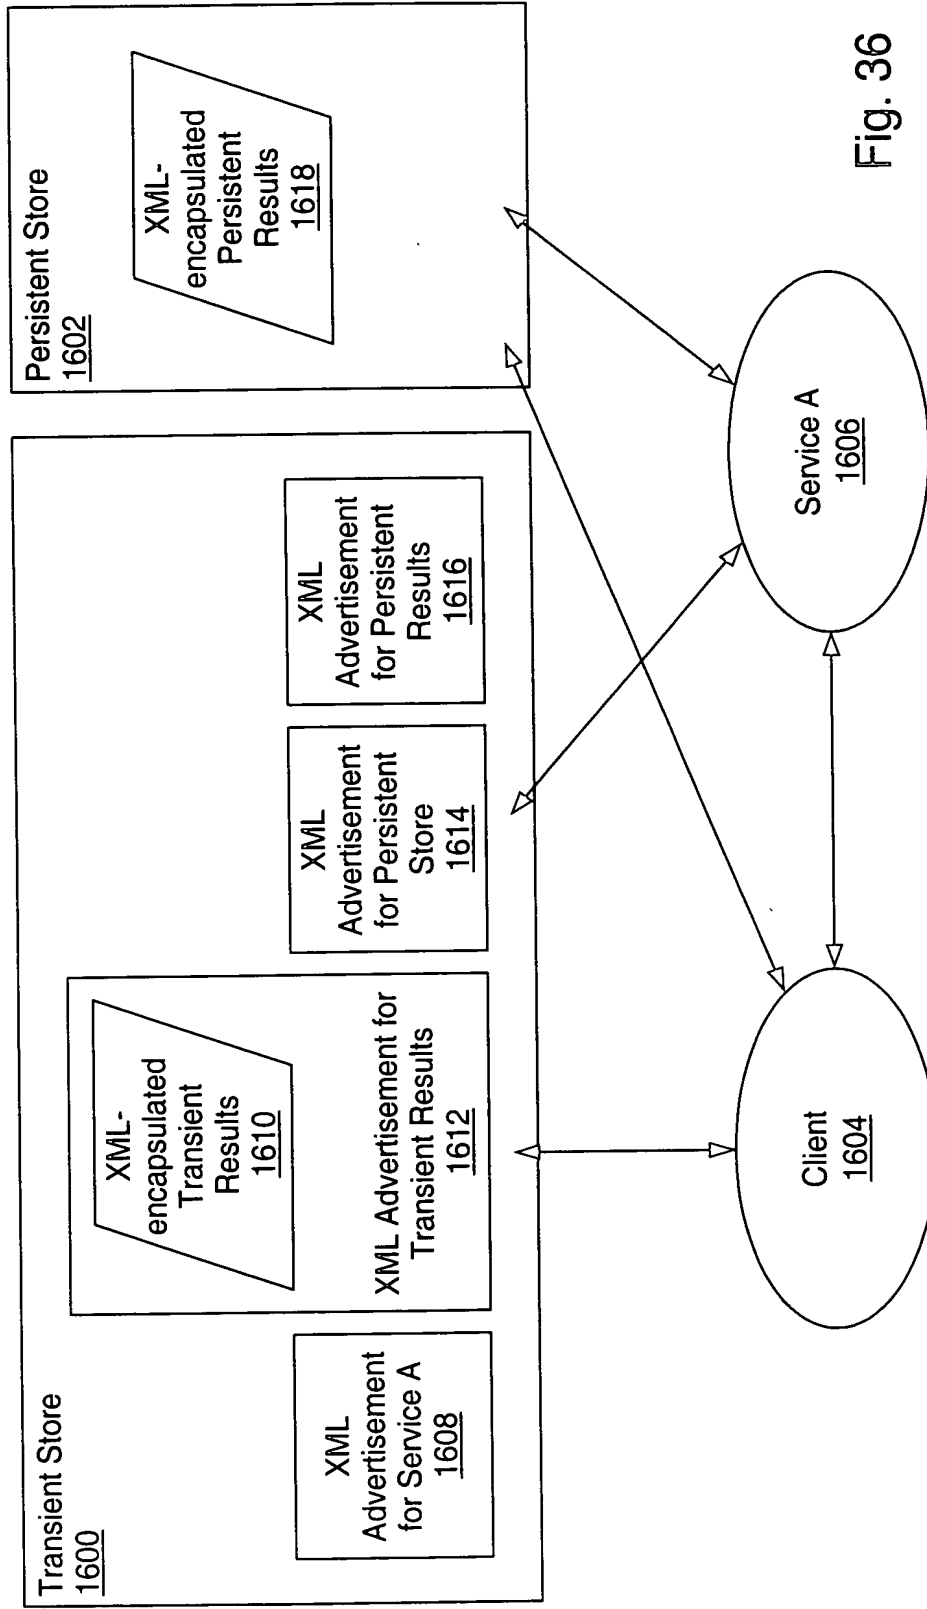 Transient Store
1600
XML
Advertisement
for Service A
1608
XML-
encapsulated
Transient
Results
1610
XML Advertisement for
Transient Results
1612
XML
Advertisement
for Persistent
Store
1614
XML
Advertisement
for Persistent
Results
1616
Persistent Store
1602
XML-
encapsulated
Persistent
Results
1618
Client
1604
Service A
1606
Fig. 36